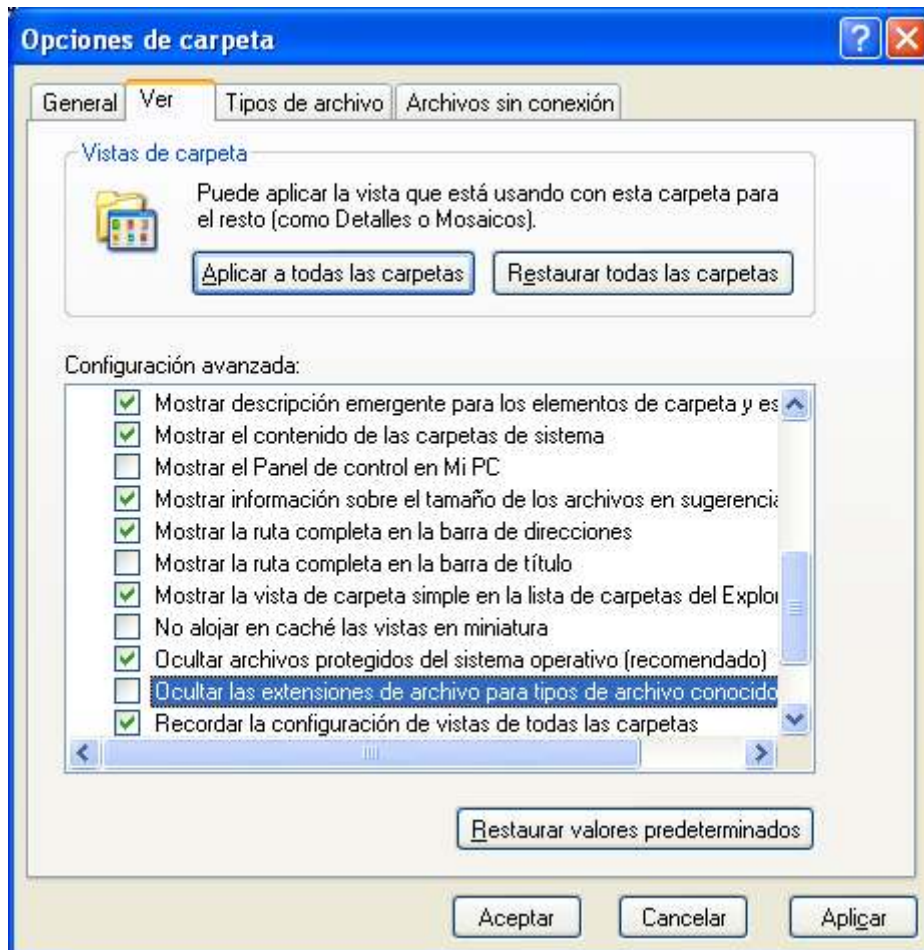 Opciones de carpeta
General Ver Tipos de archivo Archivos sin conexión
Vistas de carpeta
Puede aplicar la vista que está usando con esta carpeta para
el resto (como Detalles o Mosaicos).
Aplicar a todas las carpetas Restaurar todas las carpetas
Configuración avanzada:
Mostrar descripción emergente para los elementos de carpeta y es
Mostrar el contenido de las carpetas de sistema
Mostrar el Panel de control en Mi PC
Mostrar información sobre el tamaño de los archivos en sugerencia
Mostrar la ruta completa en la barra de direcciones
Mostrar la ruta completa en la barra de título
Mostrar la vista de carpeta simple en la lista de carpetas del Explor
No alojar en caché las vistas en miniatura
Ocultar archivos protegidos del sistema operativo (recomendado)
Ocultar las extensiones de archivo para tipos de archivo conocido
Recordar la configuración de vistas de todas las carpetas
Restaurar valores predeterminados
Aceptar Cancelar Aplicar